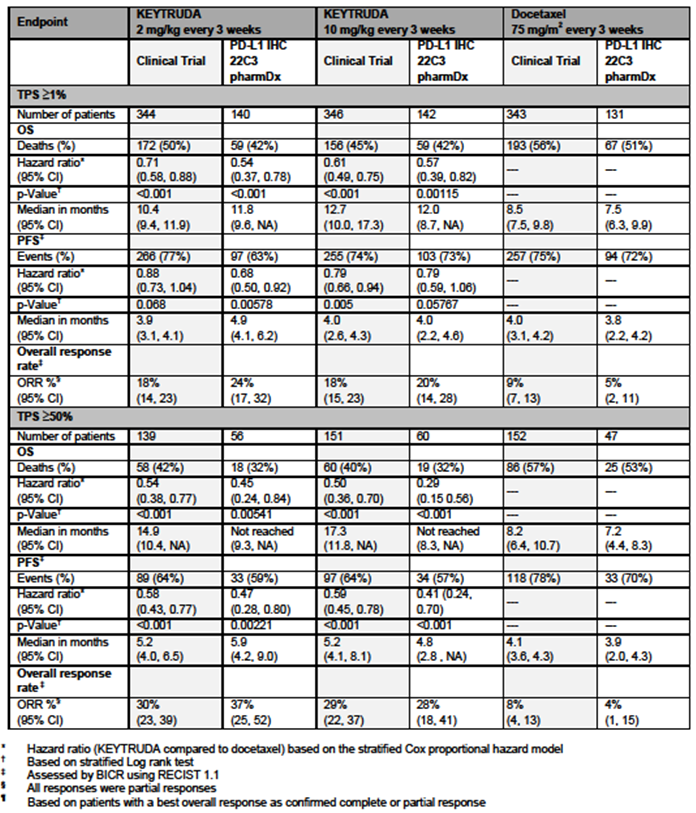 Endpoint KEYTRUDA 2 mg/kg every 3 weeks KEYTRUDA 10 mg/kg every 3 weeks Docetaxel 75 mg/m² every 3 weeks
Clinical Trial PD-L1 IHC 22C3 pharmDx Clinical Trial PD-L1 IHC 22C3 pharmDx Clinical Trial PD-L1 IHC 22C3 pharmDx
TPS ≥1%
Number of patients 344 140 346 142 343 131
OS
Deaths (%) 172 (50%) 59 (42%) 156 (45%) 59 (42%) 193 (56%) 67 (51%)
Hazard ratio* 0.71 0.54 0.61 0.57 --- ---
(95% CI) (0.58, 0.88) (0.37, 0.78) (0.49, 0.75) (0.39, 0.82)
p-Value† <0.001 <0.001 <0.001 0.00115 --- ---
Median in months 10.4 11.8 12.7 12.0 8.5 7.5
(95% CI) (9.4, 11.9) (9.6, NA) (10.0, 17.3) (8.7, NA) (7.5, 9.8) (6.3, 9.9)
PFS‡
Events (%) 266 (77%) 97 (63%) 255 (74%) 103 (73%) 257 (75%) 94 (72%)
Hazard ratio* 0.88 0.68 0.79 0.79 --- ---
(95% CI) (0.73, 1.04) (0.50, 0.92) (0.66, 0.94) (0.59, 1.06)
p-Value† 0.068 0.00578 0.005 0.05767 --- ---
Median in months 3.9 4.9 4.0 4.0 4.0 3.8
(95% CI) (3.1, 4.1) (4.1, 6.2) (2.6, 4.3) (2.2, 4.6) (3.1, 4.2) (2.2, 4.2)
Overall response
rate‡
ORR %§ 18% 24% 18% 20% 9% 5%
(95% CI) (14, 23) (17, 32) (15, 23) (14, 28) (7, 13) (2, 11)
TPS ≥50%
Number of patients 139 56 151 60 152 47
OS
Deaths (%) 58 (42%) 18 (32%) 60 (40%) 19 (32%) 86 (57%) 25 (53%)
Hazard ratio* 0.54 0.45 0.50 0.29 --- ---
(95% CI) (0.38, 0.77) (0.24, 0.84) (0.36, 0.70) (0.15 0.56)
p-Value† <0.001 0.00541 <0.001 <0.001 --- ---
Median in months 14.9 Not reached 17.3 Not reached 8.2 7.2
(95% CI) (10.4, NA) (9.3, NA) (11.8, NA) (8.3, NA) (6.4, 10.7) (4.4, 8.3)
PFS‡
Events (%) 89 (64%) 33 (59%) 97 (64%) 34 (57%) 118 (78%) 33 (70%)
Hazard ratio* 0.58 0.47 0.59 0.41 (0.24, --- ---
(95% CI) (0.43, 0.77) (0.28, 0.80) (0.45, 0.78) 0.70)
p-Value† <0.001 0.00221 <0.001 <0.001 --- ---
Median in months 5.2 5.9 5.2 4.8 4.1 3.9
(95% CI) (4.0, 6.5) (4.2, 9.0) (4.1, 8.1) (2.8 , NA) (3.6, 4.3) (2.0, 4.3)
Overall response
rate‡
ORR %§ 30% 37% 29% 28% 8% 4%
(95% CI) (23, 39) (25, 52) (22, 37) (18, 41) (4, 13) (1, 15)
* Hazard ratio (KEYTRUDA compared to docetaxel) based on the stratified Cox proportional hazard model
† Based on stratified Log rank test
‡ Assessed by BICR using RECIST 1.1
§ All responses were partial responses
¶ Based on patients with a best overall response as confirmed complete or partial response